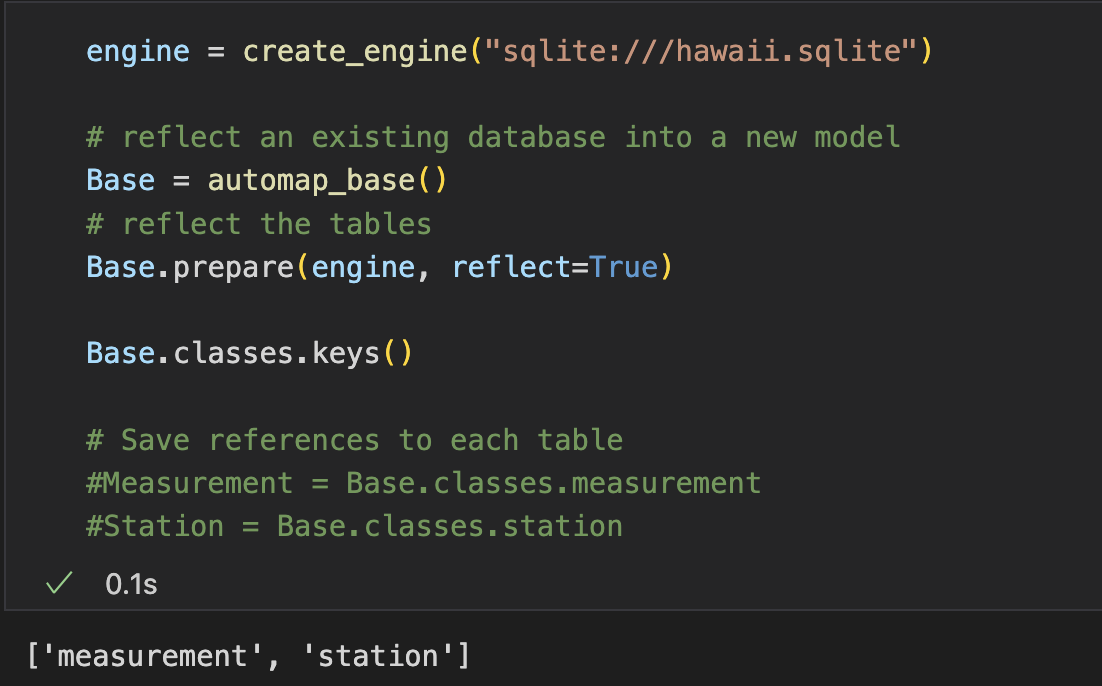 engine = create_engine("sqlite:///hawaii.sqlite")
# reflect an existing database into a new model
Base = automap_base()
# reflect the tables
Base.prepare(engine, reflect=True)
Base.classes.keys()
# Save references to each table
#Measurement = Base.classes.measurement
#Station = Base.classes.station
✓ 0.1s
['measurement', 'station']